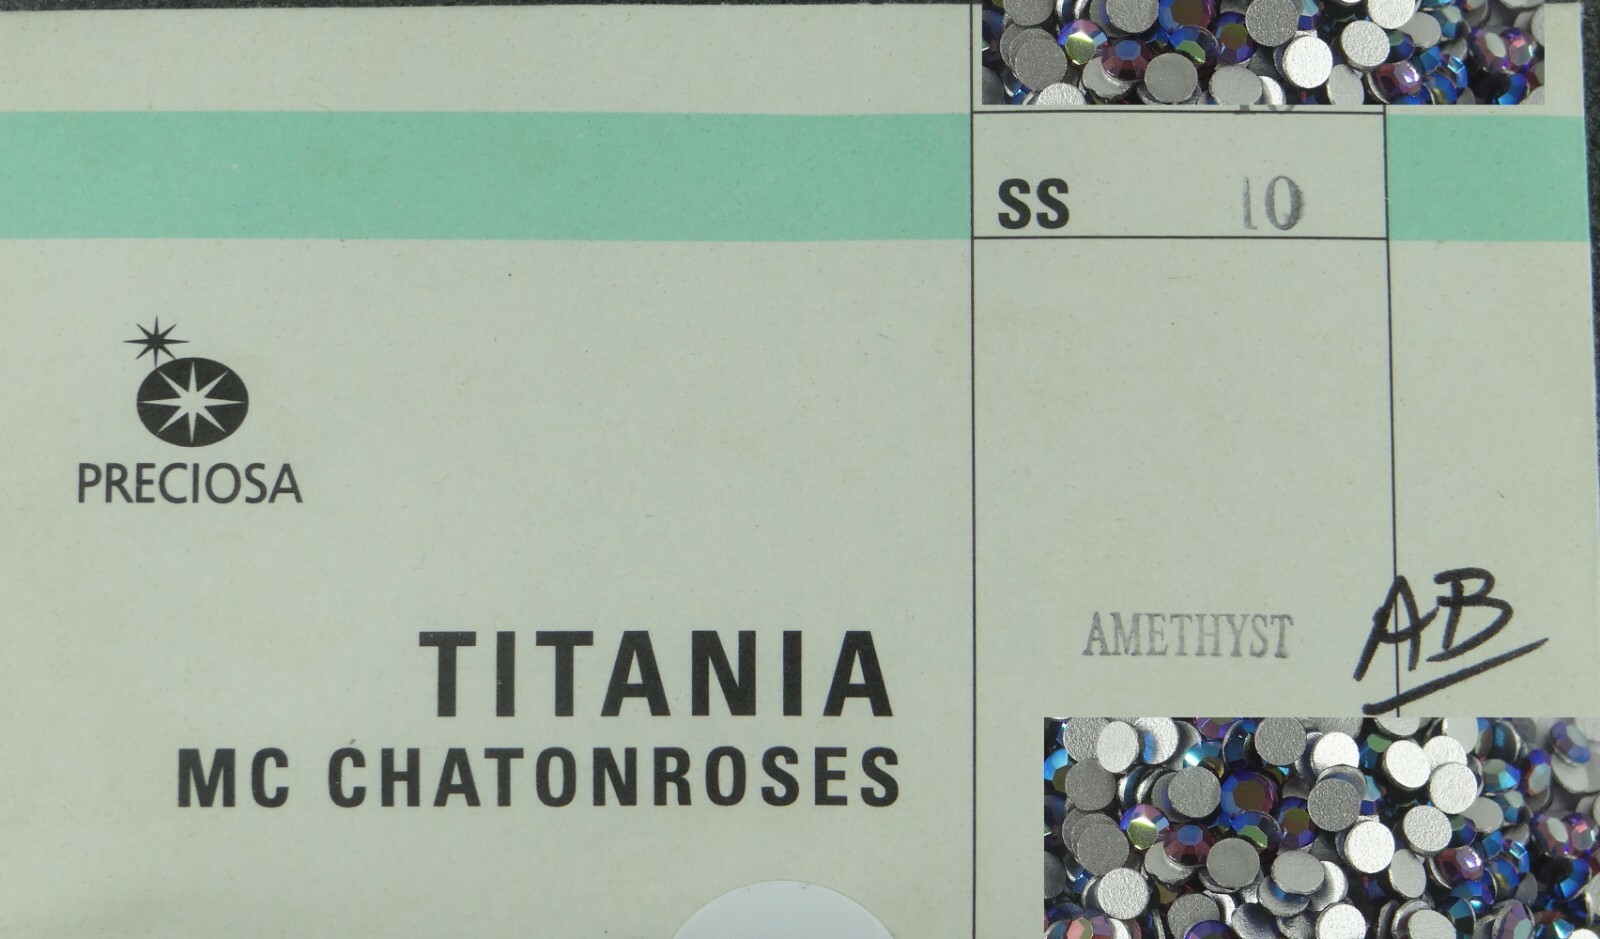 SS 10
PRECIOSA
AMETHYST AB
TITANIA
MC CHATONROSES